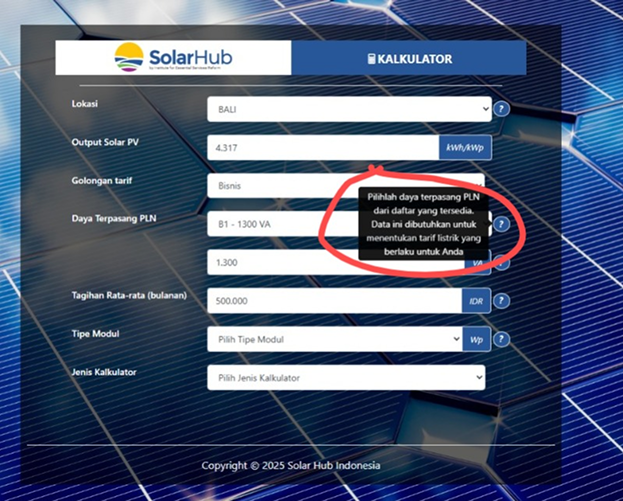 SolarHub
by Institute for Essential Services Reform
KALKULATOR
Lokasi
BALI
?
Output Solar PV
4.317
kWh/kWp
Golongan tarif
Bisnis
Pilihlah daya terpasang PLN
dari daftar yang tersedia.
Data ini dibutuhkan untuk
menentukan tarif listrik yang
berlaku untuk Anda
Daya Terpasang PLN
B1 - 1300 VA
?
1.300
VA
?
Tagihan Rata-rata (bulanan)
500.000
IDR
?
Tipe Modul
Pilih Tipe Modul
Wp
?
Jenis Kalkulator
Pilih Jenis Kalkulator
Copyright © 2025 Solar Hub Indonesia